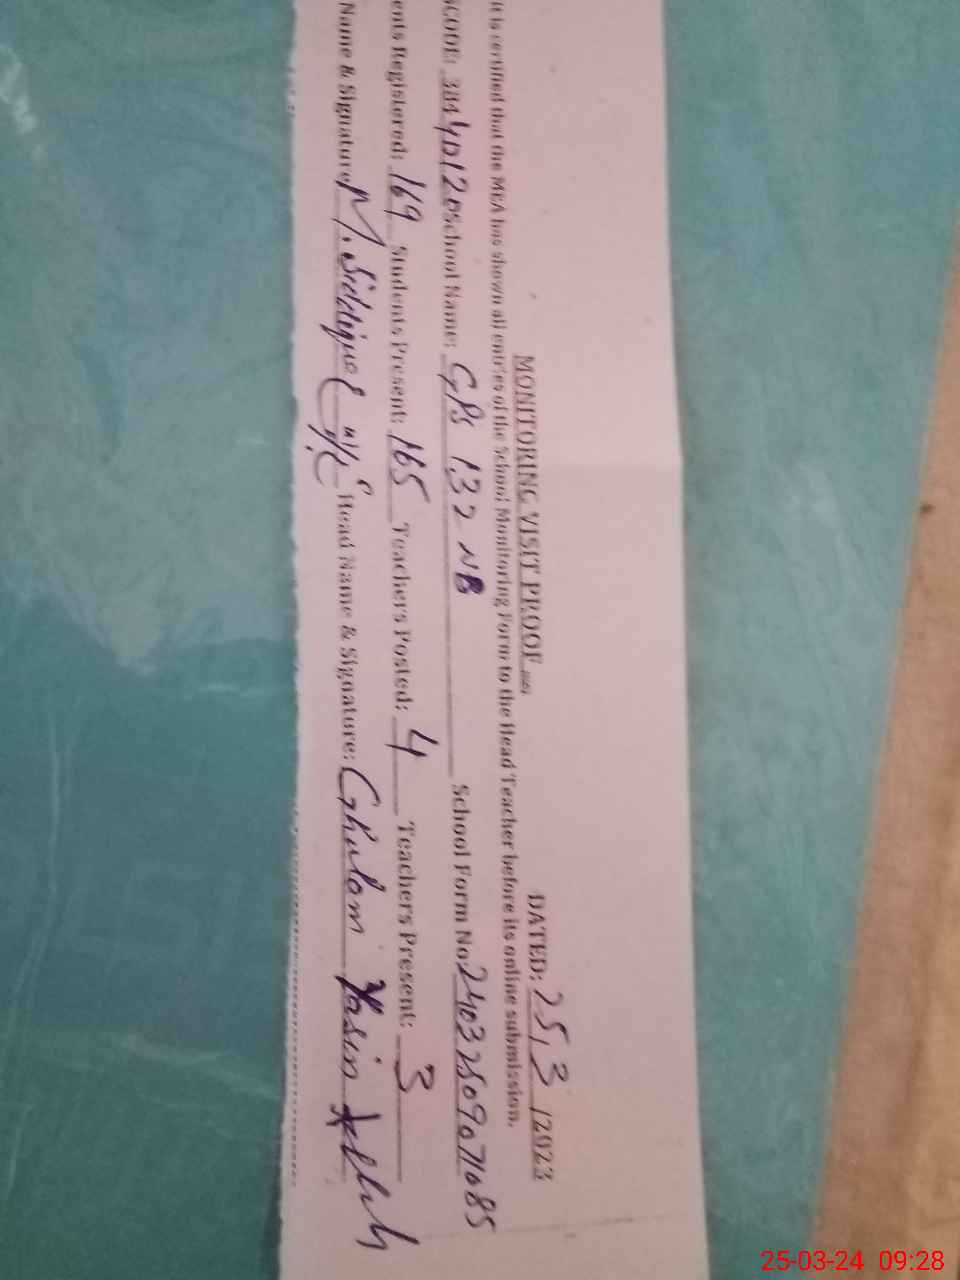 MONITORING VISIT PROOF DATED: 25, 3 /2023
It is certified that the MEA has shown all entries of the School Monitoring Form to the Head Teacher before its online submission.
SCODE: 38440120 School Name: GPS 132 NB School Form No: 24032509071085
ents Registered: 169 Students Present: 165 Teachers Posted: 4 Teachers Present: 3
Name & Signature M. Siddique Head Name & Signature: Ghulam Yasin
25-03-24 09:28